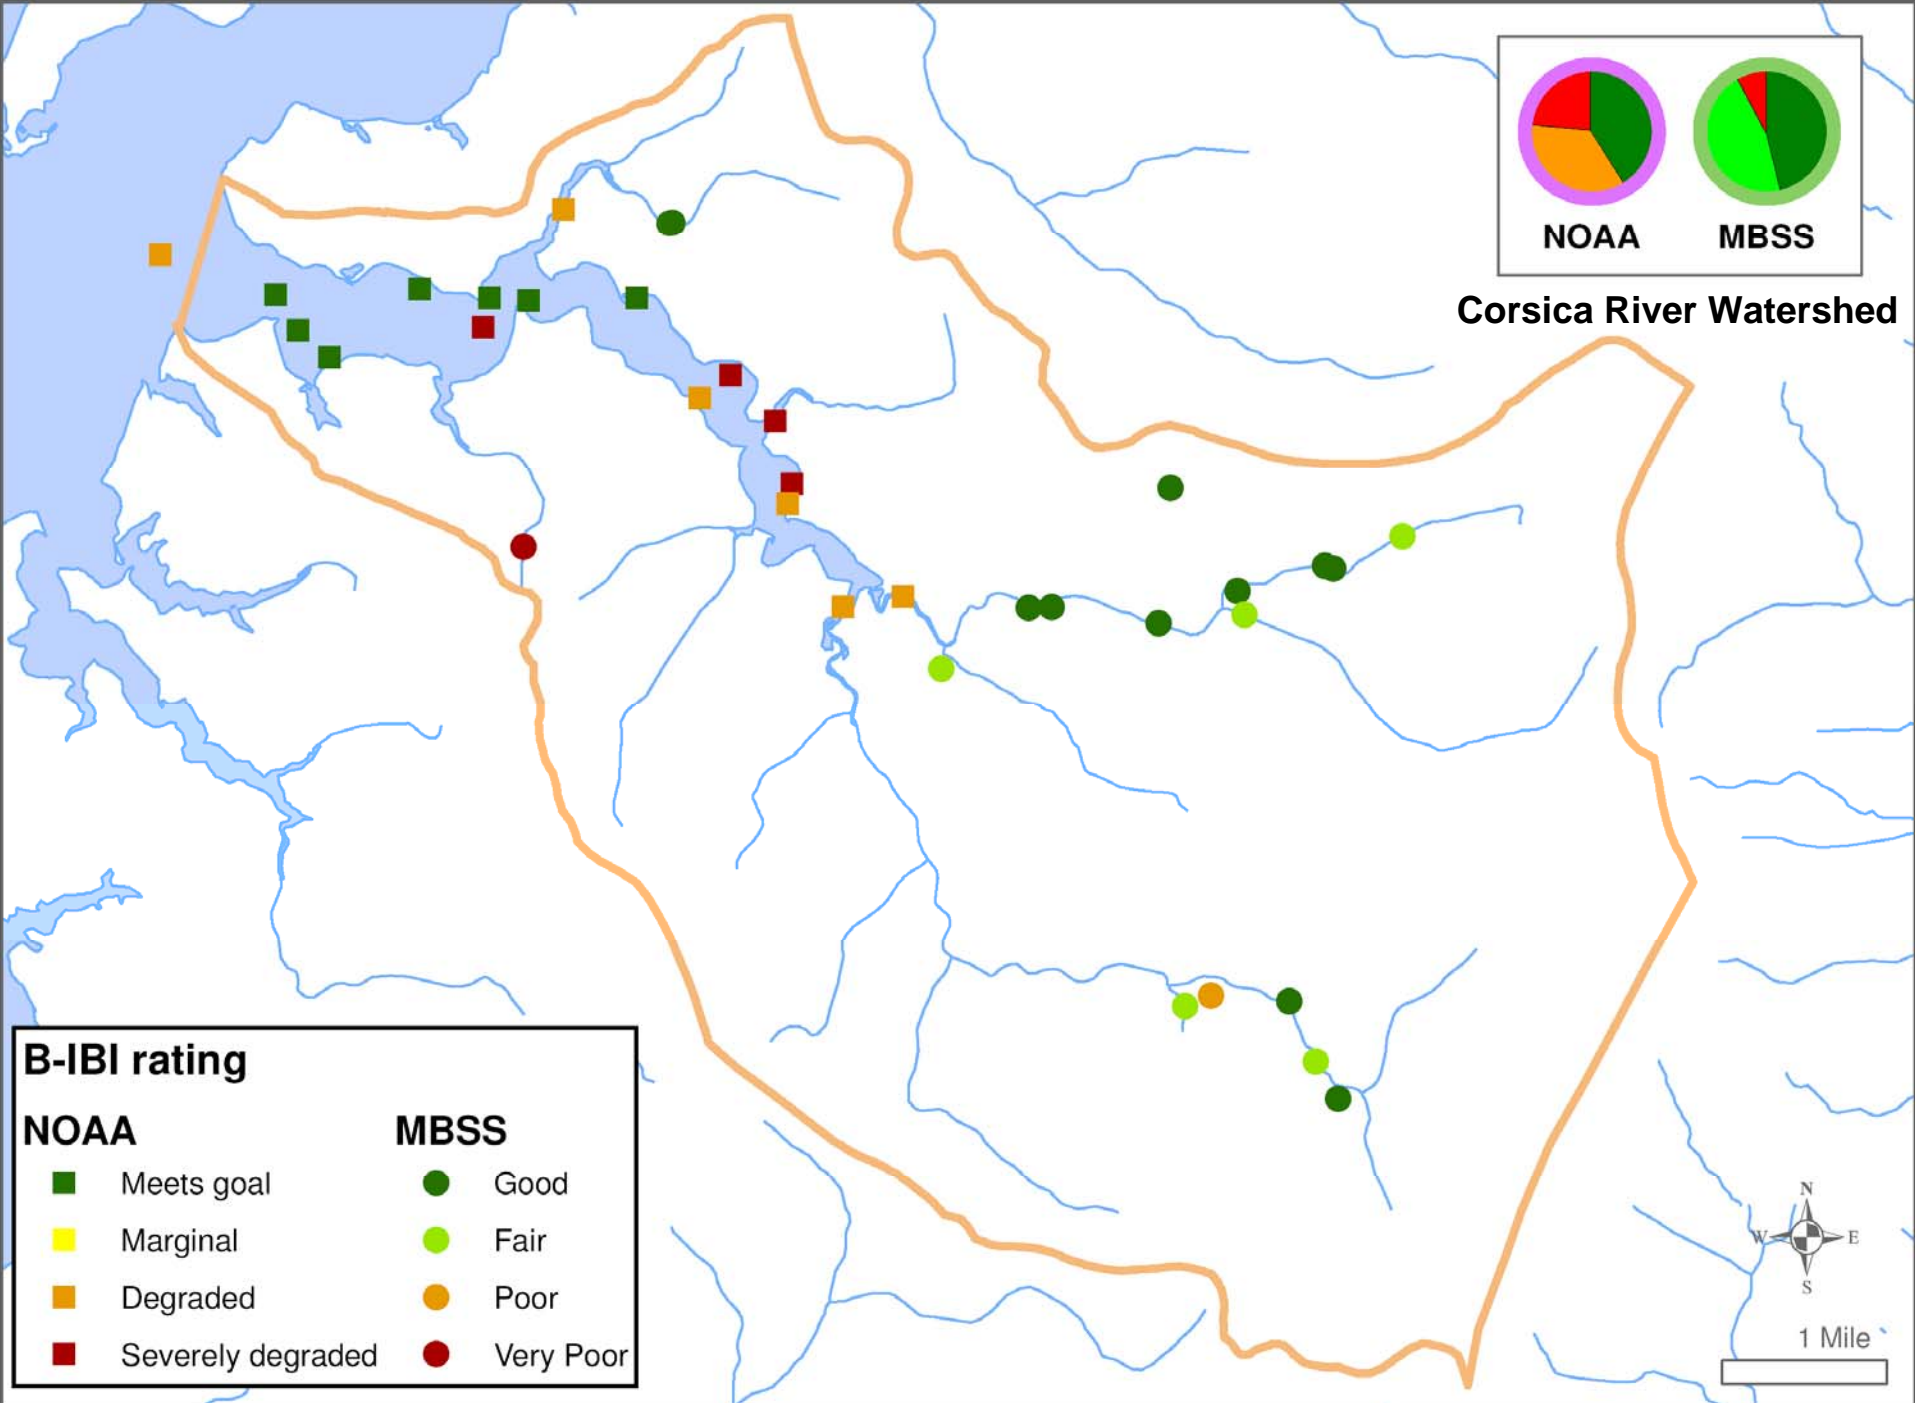 NOAA MBSS
Corsica River Watershed
B-IBI rating
NOAA MBSS
Meets goal Good
Marginal Fair
Degraded Poor
Severely degraded Very Poor
N
W E
S
1 Mile